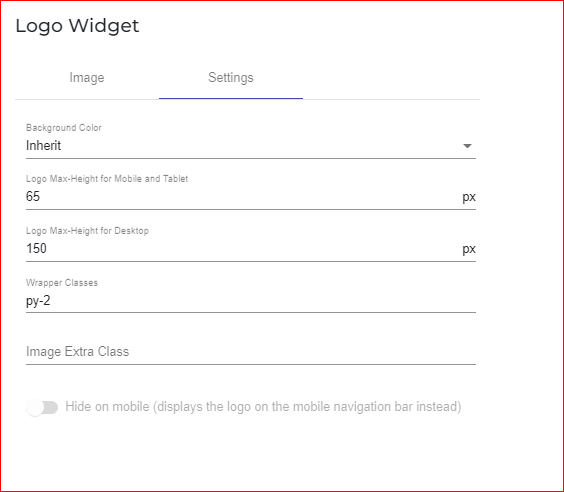 Logo Widget
Image Settings
Background Color
Inherit
Logo Max-Height for Mobile and Tablet
65 px
Logo Max-Height for Desktop
150 px
Wrapper Classes
py-2
Image Extra Class
Hide on mobile (displays the logo on the mobile navigation bar instead)